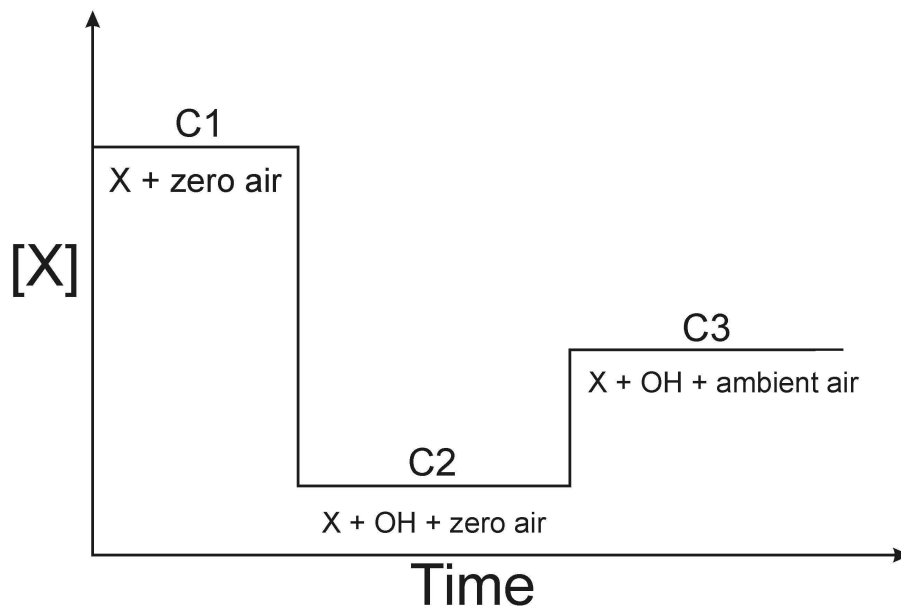 C1
X + zero air
[X]
C3
X + OH + ambient air
C2
X + OH + zero air
Time